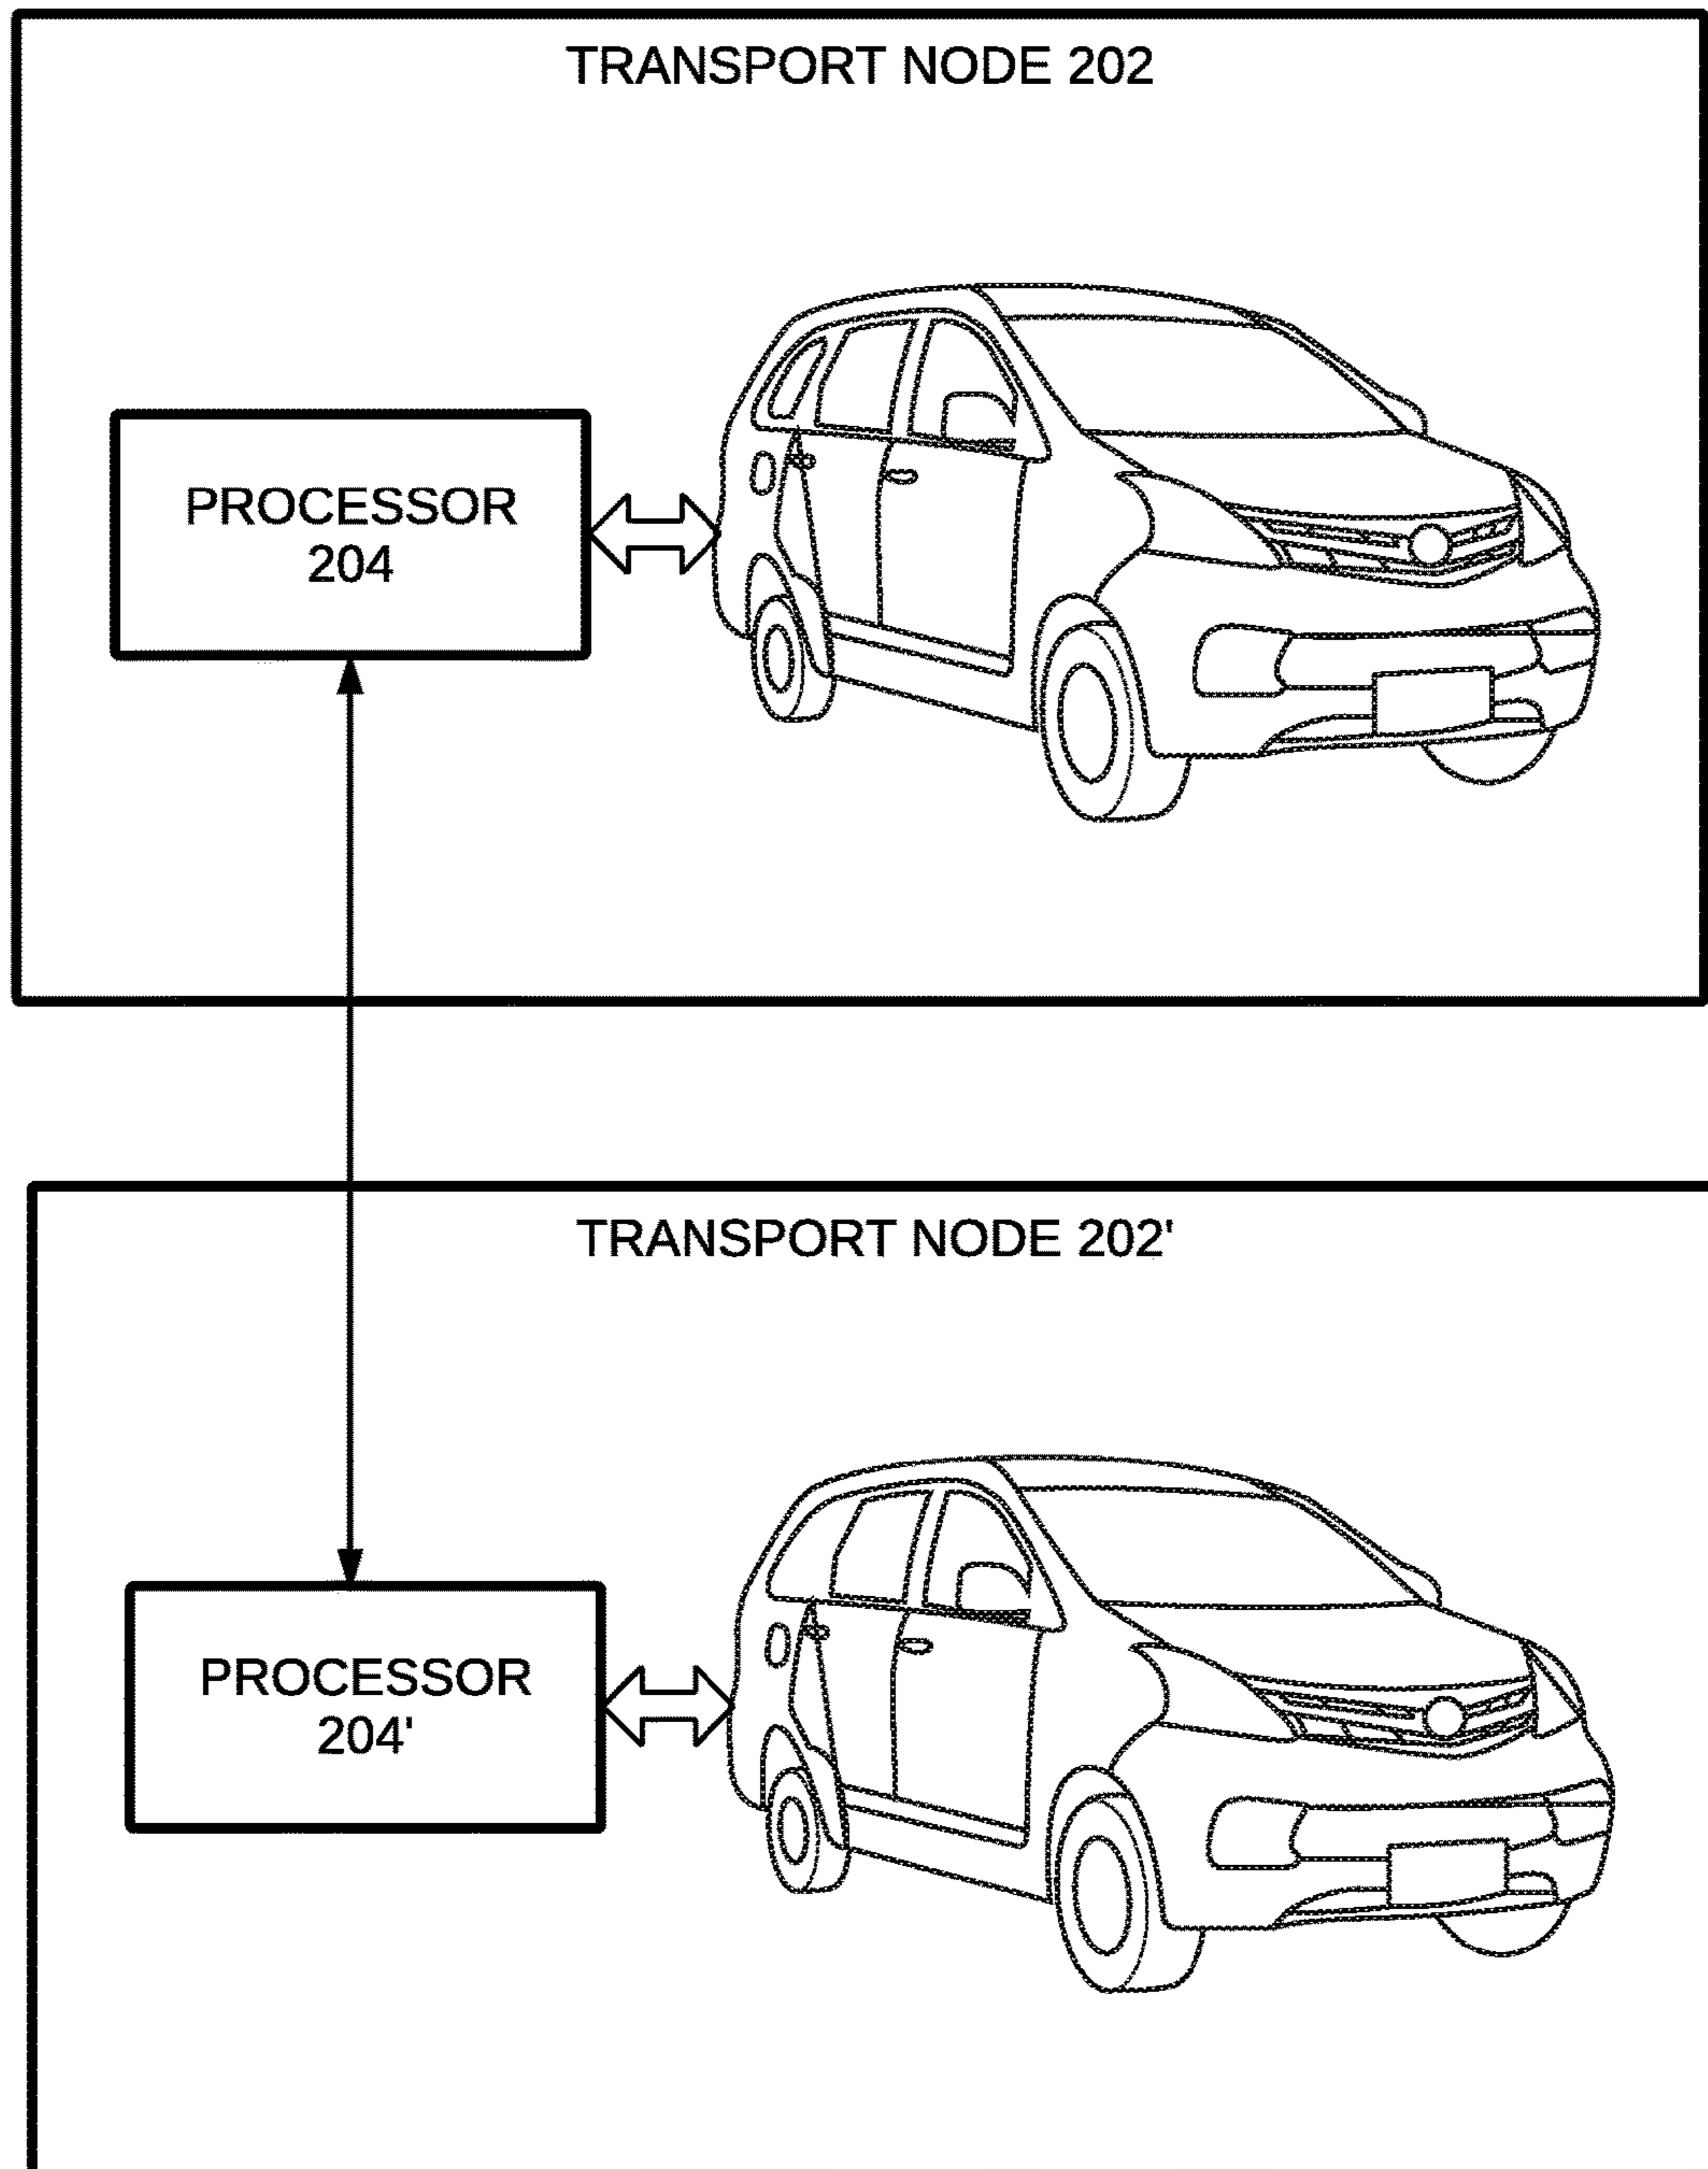 TRANSPORT NODE 202
PROCESSOR
204
TRANSPORT NODE 202'
PROCESSOR
204'